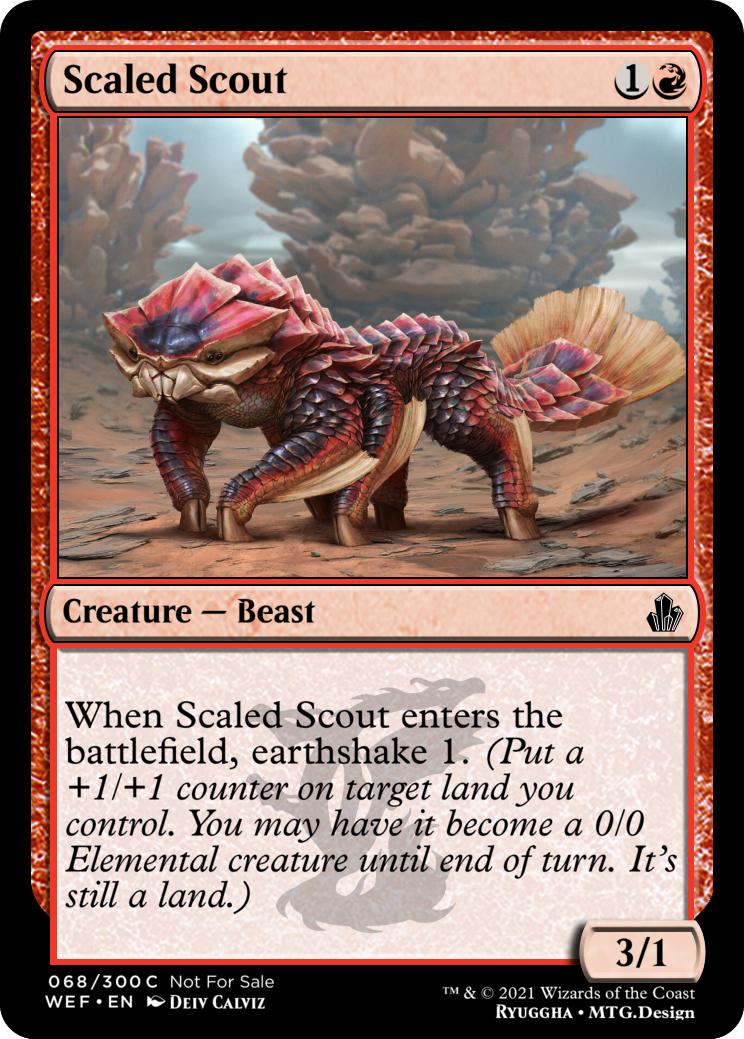 Scaled Scout 1
Creature — Beast
When Scaled Scout enters the
battlefield, earthshake 1. (Put a
+1/+1 counter on target land you
control. You may have it become a 0/0
Elemental creature until end of turn. It's
still a land.)
3/1
068/300 C Not For Sale
WEF • EN Deiv Calviz
™ & © 2021 Wizards of the Coast
Ryuggha • MTG.Design